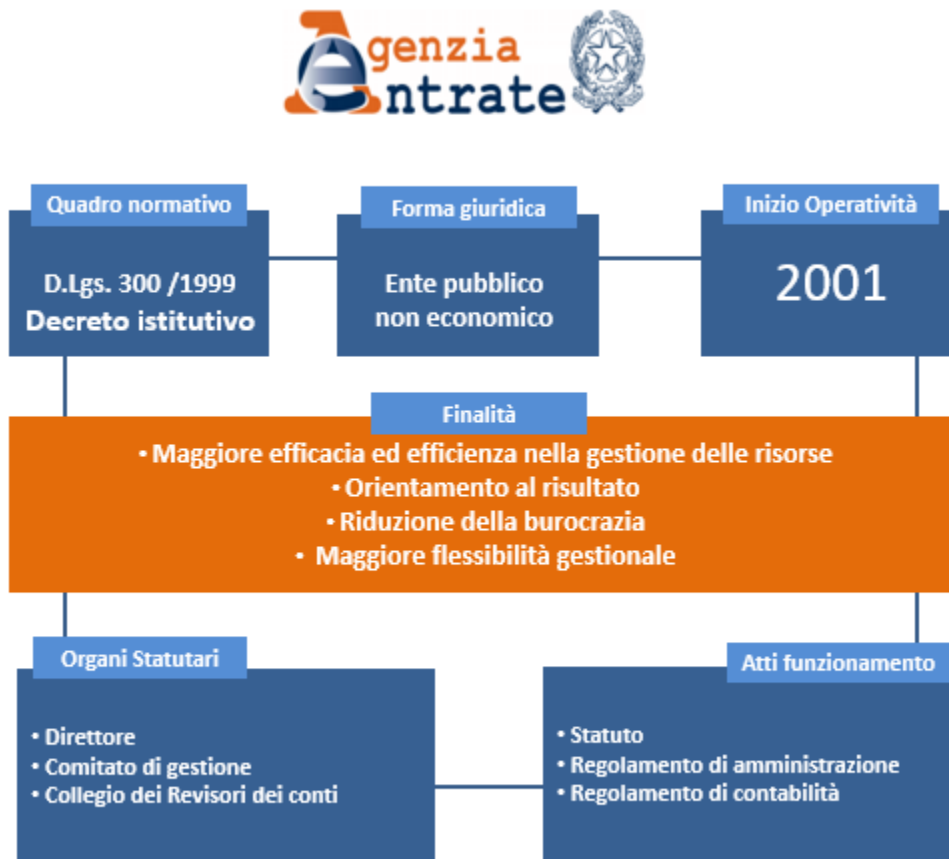 Agenzia
entrate
Quadro normativo
D.Lgs. 300 /1999
Decreto istitutivo
Forma giuridica
Ente pubblico
non economico
Inizio Operatività
2001
Finalità
• Maggiore efficacia ed efficienza nella gestione delle risorse
• Orientamento al risultato
• Riduzione della burocrazia
• Maggiore flessibilità gestionale
Organi Statutari
• Direttore
• Comitato di gestione
• Collegio dei Revisori dei conti
Atti funzionamento
• Statuto
• Regolamento di amministrazione
• Regolamento di contabilità